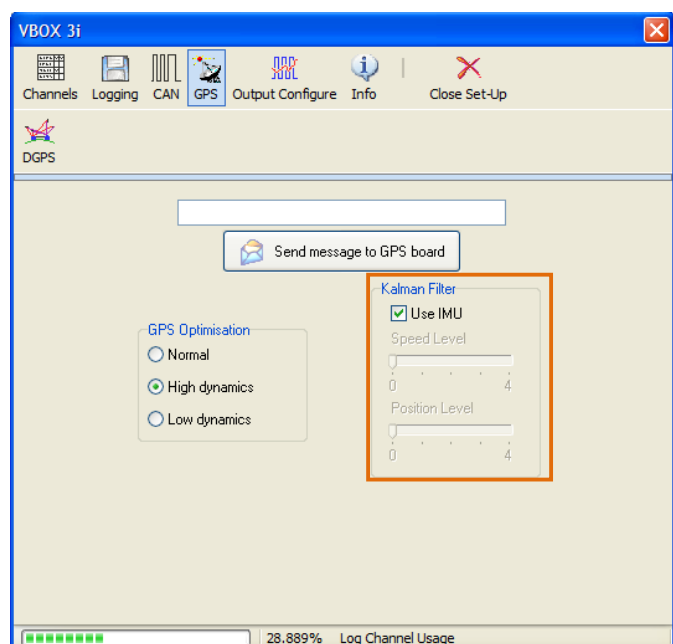 VBOX 3i
Channels Logging CAN GPS Output Configure Info Close Set-Up
DGPS
Send message to GPS board
Kalman Filter
Use IMU
Speed Level
0 4
Position Level
0 4
GPS Optimisation
Normal
High dynamics
Low dynamics
28.889% Log Channel Usage